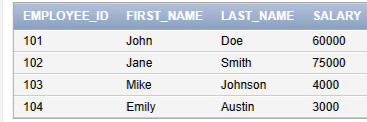 EMPLOYEE_ID FIRST_NAME LAST_NAME SALARY
101 John Doe 60000
102 Jane Smith 75000
103 Mike Johnson 4000
104 Emily Austin 3000